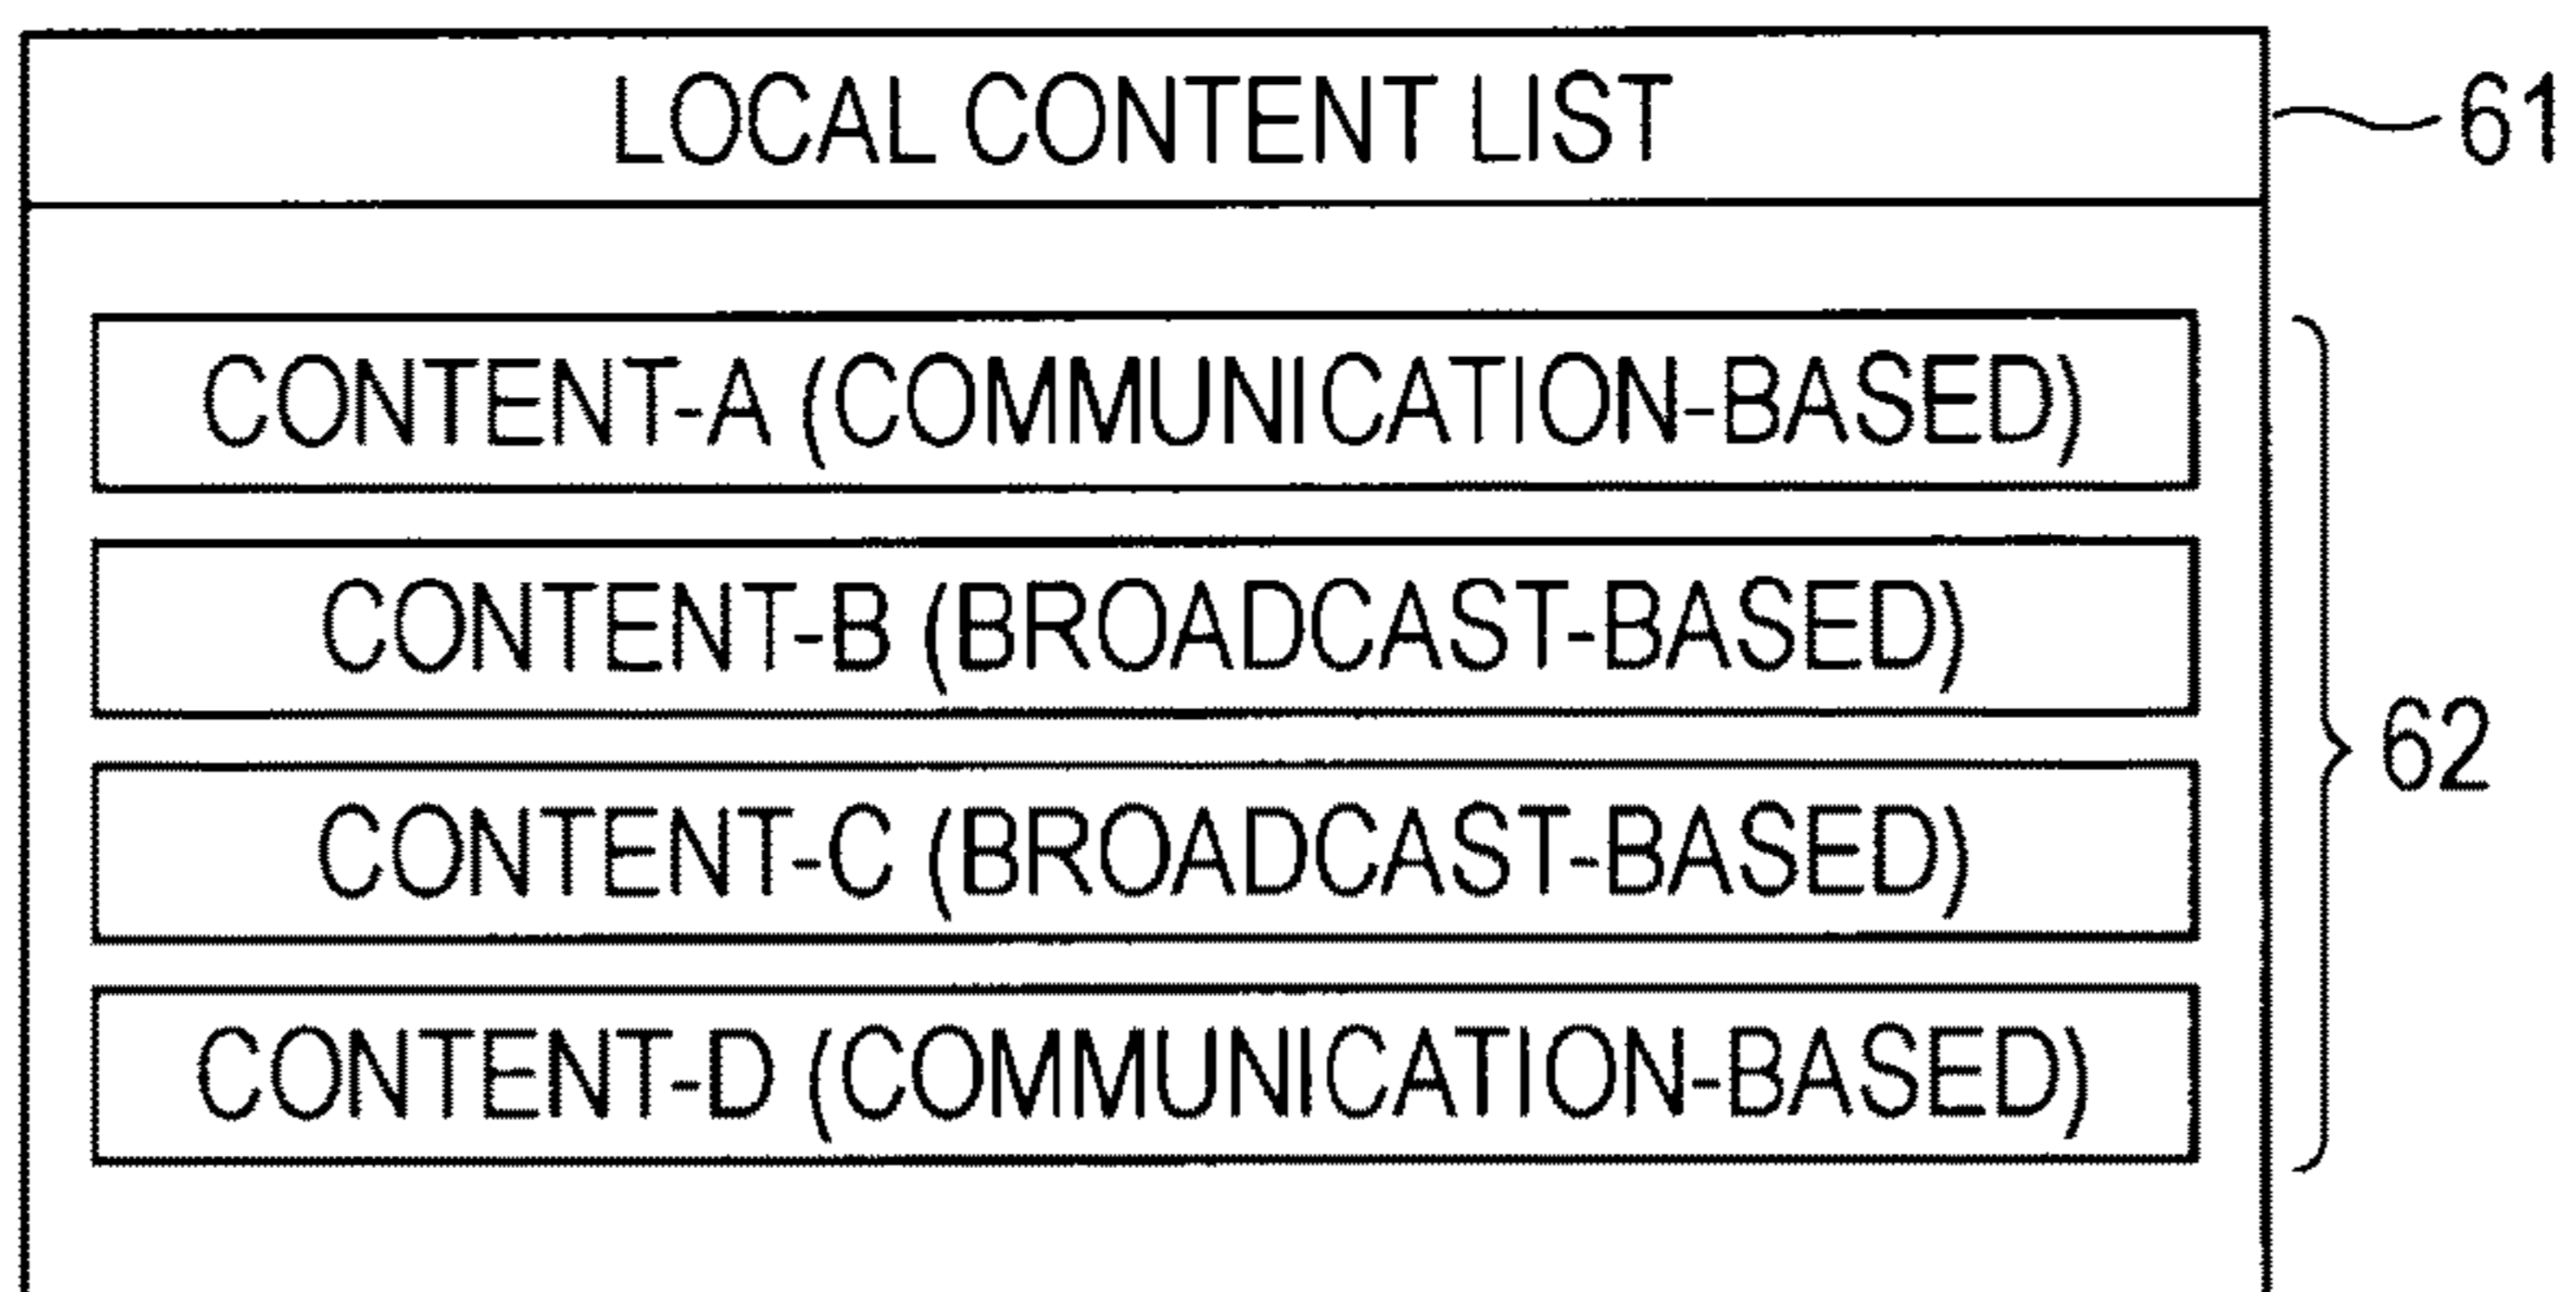 LOCAL CONTENT LIST 61
CONTENT-A (COMMUNICATION-BASED)
CONTENT-B (BROADCAST-BASED)
62
CONTENT-C (BROADCAST-BASED)
CONTENT-D (COMMUNICATION-BASED)